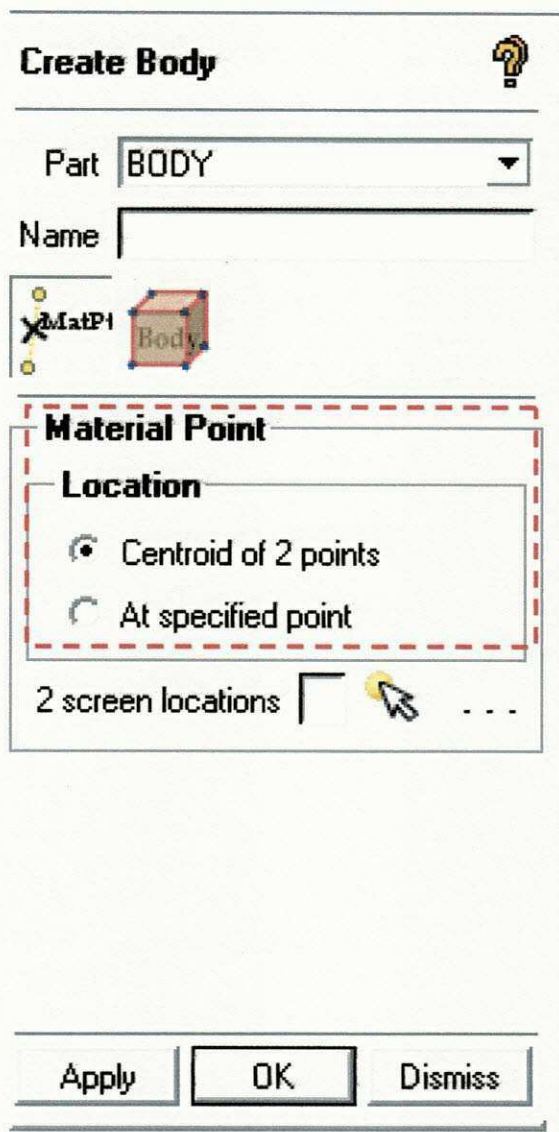 Create Body
Part BODY
Name
MatPt
Body
Material Point
Location
Centroid of 2 points
At specified point
2 screen locations . . .
Apply OK Dismiss